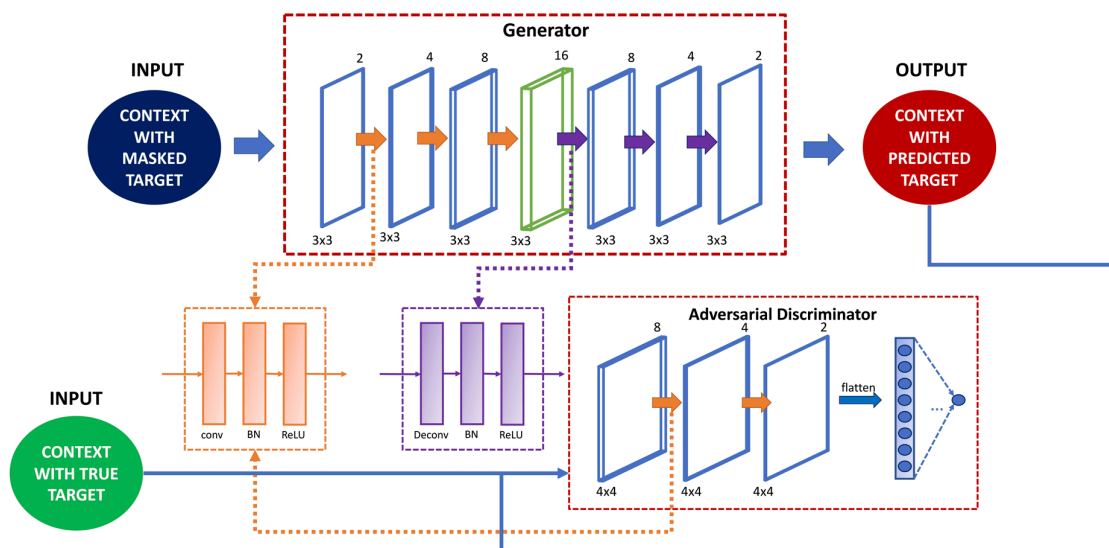 Generator
2
4
8
16
8
4
2
INPUT
CONTEXT
WITH
MASKED
TARGET
OUTPUT
CONTEXT
WITH
PREDICTED
TARGET
3x3
3x3
3x3
3x3
3x3
3x3
3x3
conv
BN
ReLU
Deconv
BN
ReLU
Adversarial Discriminator
8
4
2
flatten
...
4x4
4x4
4x4
INPUT
CONTEXT
WITH TRUE
TARGET